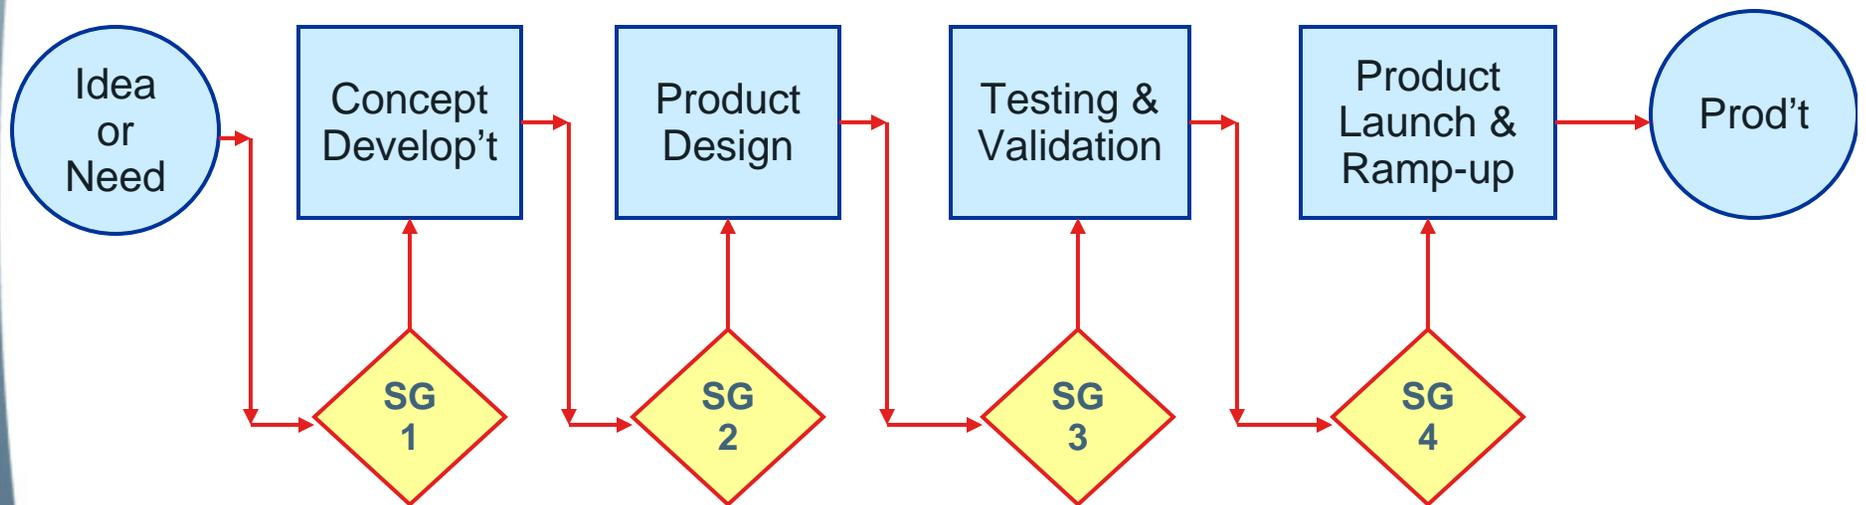 Idea
or
Need
Concept
Develop’t
Product
Design
Testing &
Validation
Product
Launch &
Ramp-up
Prod’t
SG
1
SG
2
SG
3
SG
4